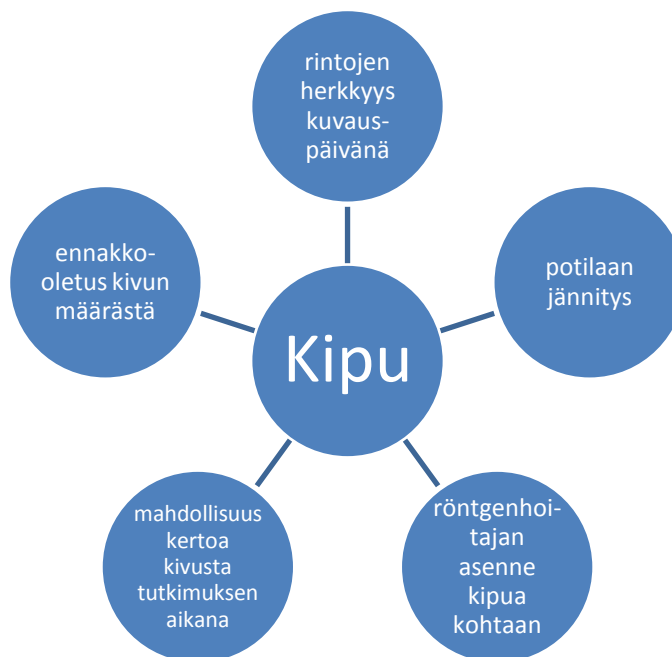 rintojen
herkkyys
kuvaus-
päivänä
ennakko-
oletus kivun
määrästä
potilaan
jännitys
Kipu
mahdollisuus
kertoa
kivusta
tutkimuksen
aikana
röntgenhoi-
tajan
asenne
kipua
kohtaan